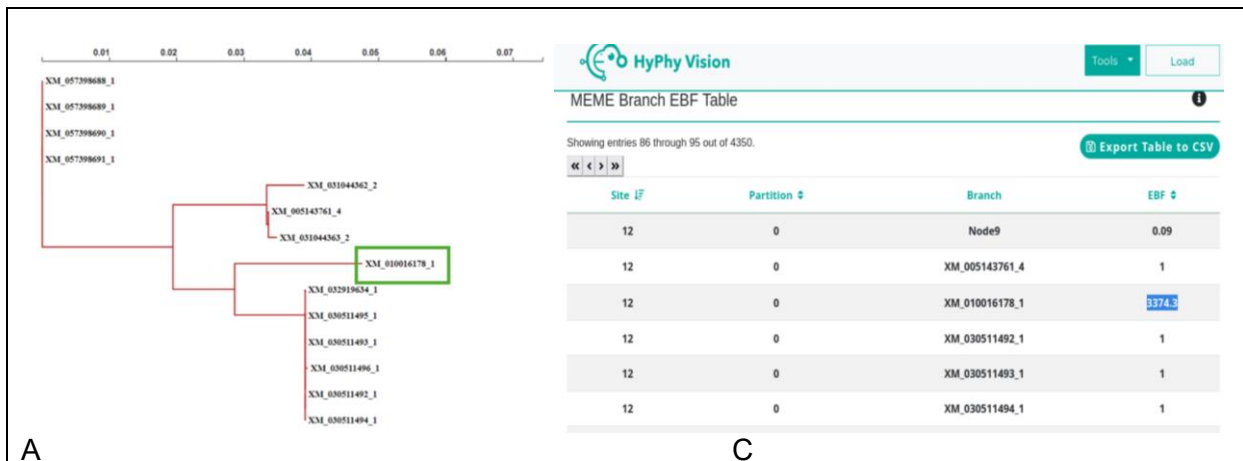 0.01 0.02 0.03 0.04 0.05 0.06 0.07
XM_057398688_1
XM_057398689_1
XM_057398690_1
XM_057398691_1
XM_031044362_2
XM_005143761_4
XM_031044363_2
XM_010016178_1
XM_032919634_1
XM_030511495_1
XM_030511493_1
XM_030511496_1
XM_030511492_1
XM_030511494_1
A
HyPhy Vision
Tools Load
MEME Branch EBF Table
Showing entries 86 through 95 out of 4350.
« < > »
Export Table to CSV
Site Partition Branch EBF
12 0 Node9 0.09
12 0 XM_005143761_4 1
12 0 XM_010016178_1 3374.3
12 0 XM_030511492_1 1
12 0 XM_030511493_1 1
12 0 XM_030511494_1 1
C